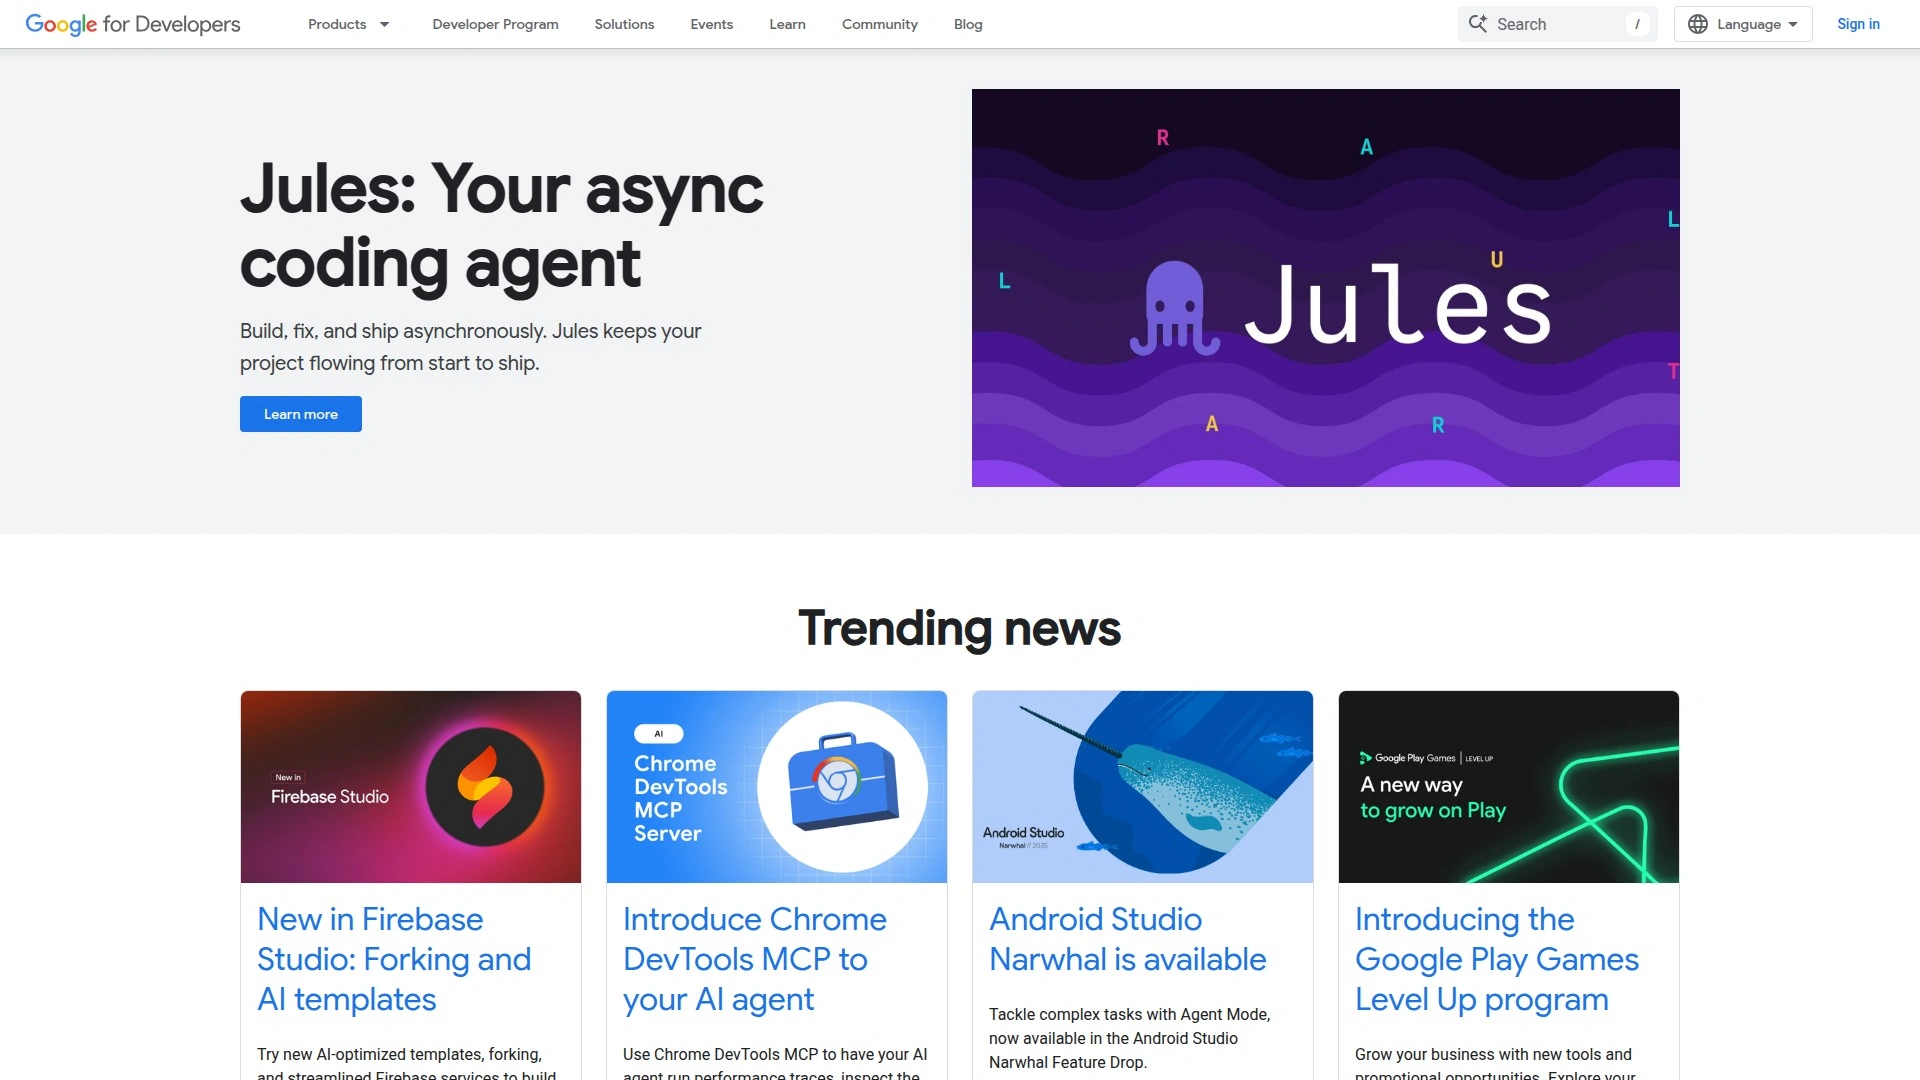 Google for Developers
Products
Developer Program
Solutions
Events
Learn
Community
Blog
Search
/
Language
Sign in
Jules: Your async
coding agent
Build, fix, and ship asynchronously. Jules keeps your
project flowing from start to ship.
Learn more
R
A
L
U
L
Jules
T
A
R
Trending news
New in
Firebase Studio
New in Firebase
Studio: Forking and
AI templates
Try new AI-optimized templates, forking,
and streamlined Firebase services to build
AI
Chrome
DevTools
MCP
Server
Introduce Chrome
DevTools MCP to
your AI agent
Use Chrome DevTools MCP to have your AI
agent run performance traces, inspect the
Android Studio
Narwhal // 2025
Android Studio
Narwhal is available
Tackle complex tasks with Agent Mode,
now available in the Android Studio
Narwhal Feature Drop.
Google Play Games | LEVEL UP
A new way
to grow on Play
Introducing the
Google Play Games
Level Up program
Grow your business with new tools and
promotional opportunities. Explore your